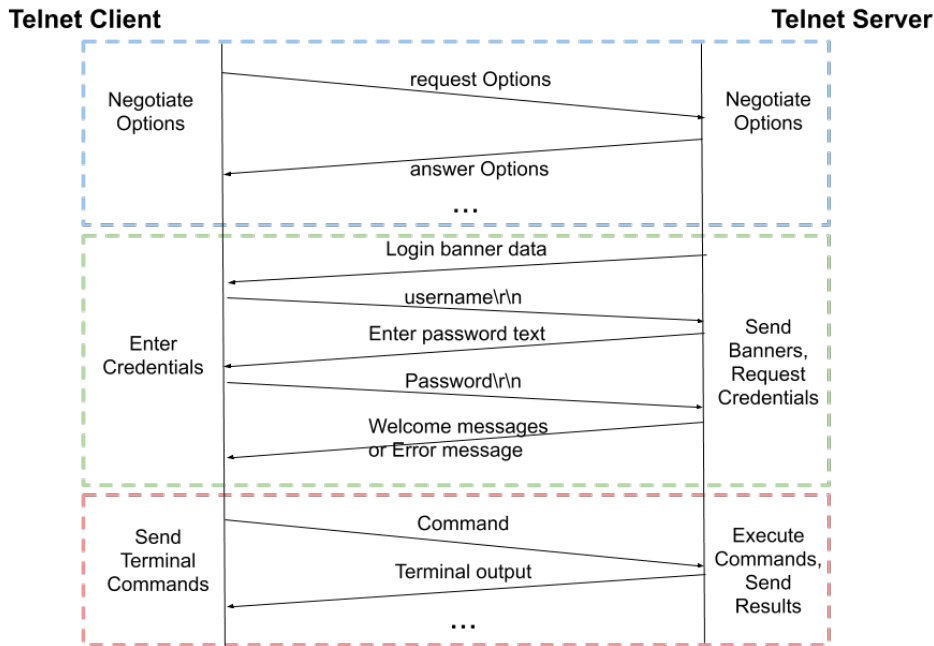 Telnet Client
Telnet Server
Negotiate
Options
request Options
answer Options
...
Negotiate
Options
Enter
Credentials
Login banner data
username\r\n
Enter password text
Password\r\n
Welcome messages
or Error message
Send
Banners,
Request
Credentials
Send
Terminal
Commands
Command
Terminal output
...
Execute
Commands,
Send
Results